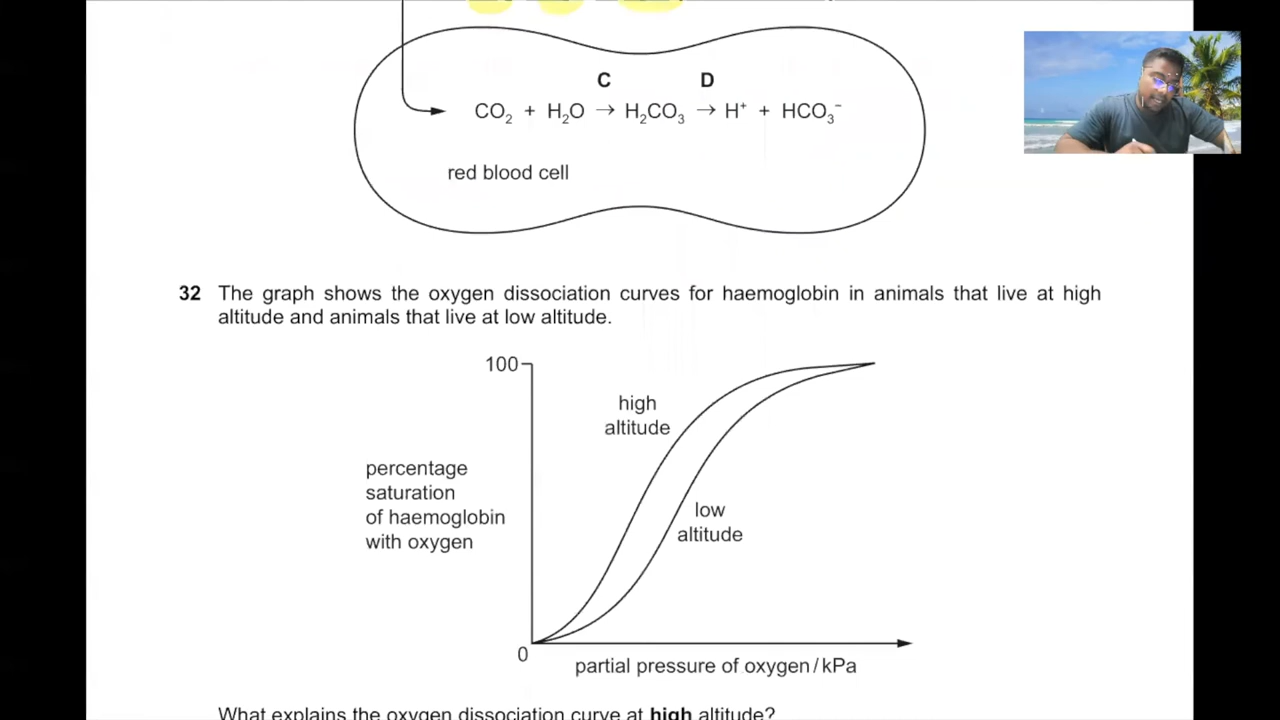 C D
CO₂ + H₂O → H₂CO₃ → H⁺ + HCO₃⁻
red blood cell
32 The graph shows the oxygen dissociation curves for haemoglobin in animals that live at high
altitude and animals that live at low altitude.
100
high
altitude
percentage
saturation
of haemoglobin
with oxygen
low
altitude
0
partial pressure of oxygen / kPa
What explains the oxygen dissociation curve at high altitude?